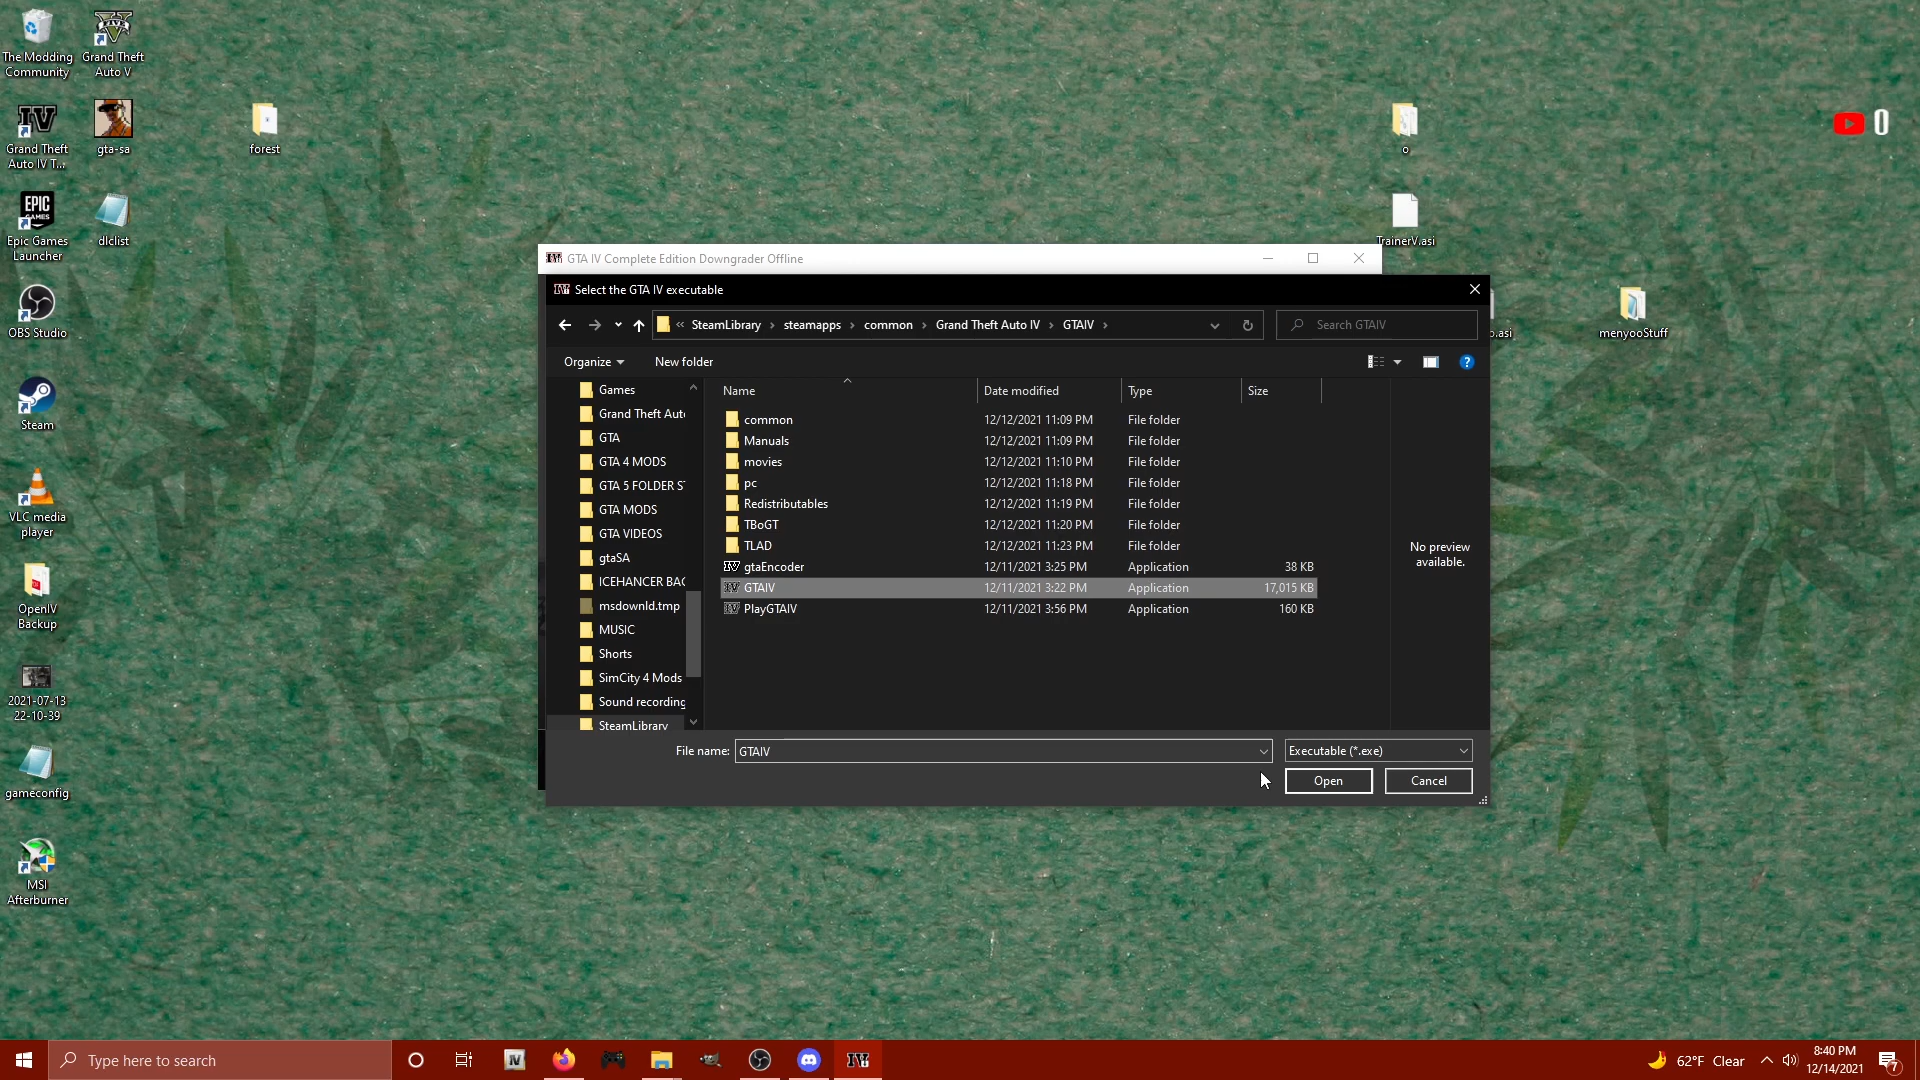 The Modding
Community
Grand Theft
Auto V
Grand Theft
Auto IV T...
gta-sa
forest
Epic Games
Launcher
dlclist
OBS Studio
Steam
VLC media
player
OpenIV
Backup
2021-07-13
22-10-39
gameconfig
MSI
Afterburner
o
TrainerV.asi
o.asi
menyooStuff
0
GTA IV Complete Edition Downgrader Offline
Select the GTA IV executable
« SteamLibrary › steamapps › common › Grand Theft Auto IV › GTAIV ›
Search GTAIV
Organize
New folder
Games
Grand Theft Aut
GTA
GTA 4 MODS
GTA 5 FOLDER S
GTA MODS
GTA VIDEOS
gtaSA
ICEHANCER BAC
msdownld.tmp
MUSIC
Shorts
SimCity 4 Mods
Sound recording
SteamLibrary
Name Date modified Type Size
common 12/12/2021 11:09 PM File folder
Manuals 12/12/2021 11:09 PM File folder
movies 12/12/2021 11:10 PM File folder
pc 12/12/2021 11:18 PM File folder
Redistributables 12/12/2021 11:19 PM File folder
TBoGT 12/12/2021 11:20 PM File folder
TLAD 12/12/2021 11:23 PM File folder
gtaEncoder 12/11/2021 3:25 PM Application 38 KB
GTAIV 12/11/2021 3:22 PM Application 17,015 KB
PlayGTAIV 12/11/2021 3:56 PM Application 160 KB
No preview
available.
File name: GTAIV
Executable (*.exe)
Open
Cancel
Type here to search
62°F Clear
8:40 PM
12/14/2021
7